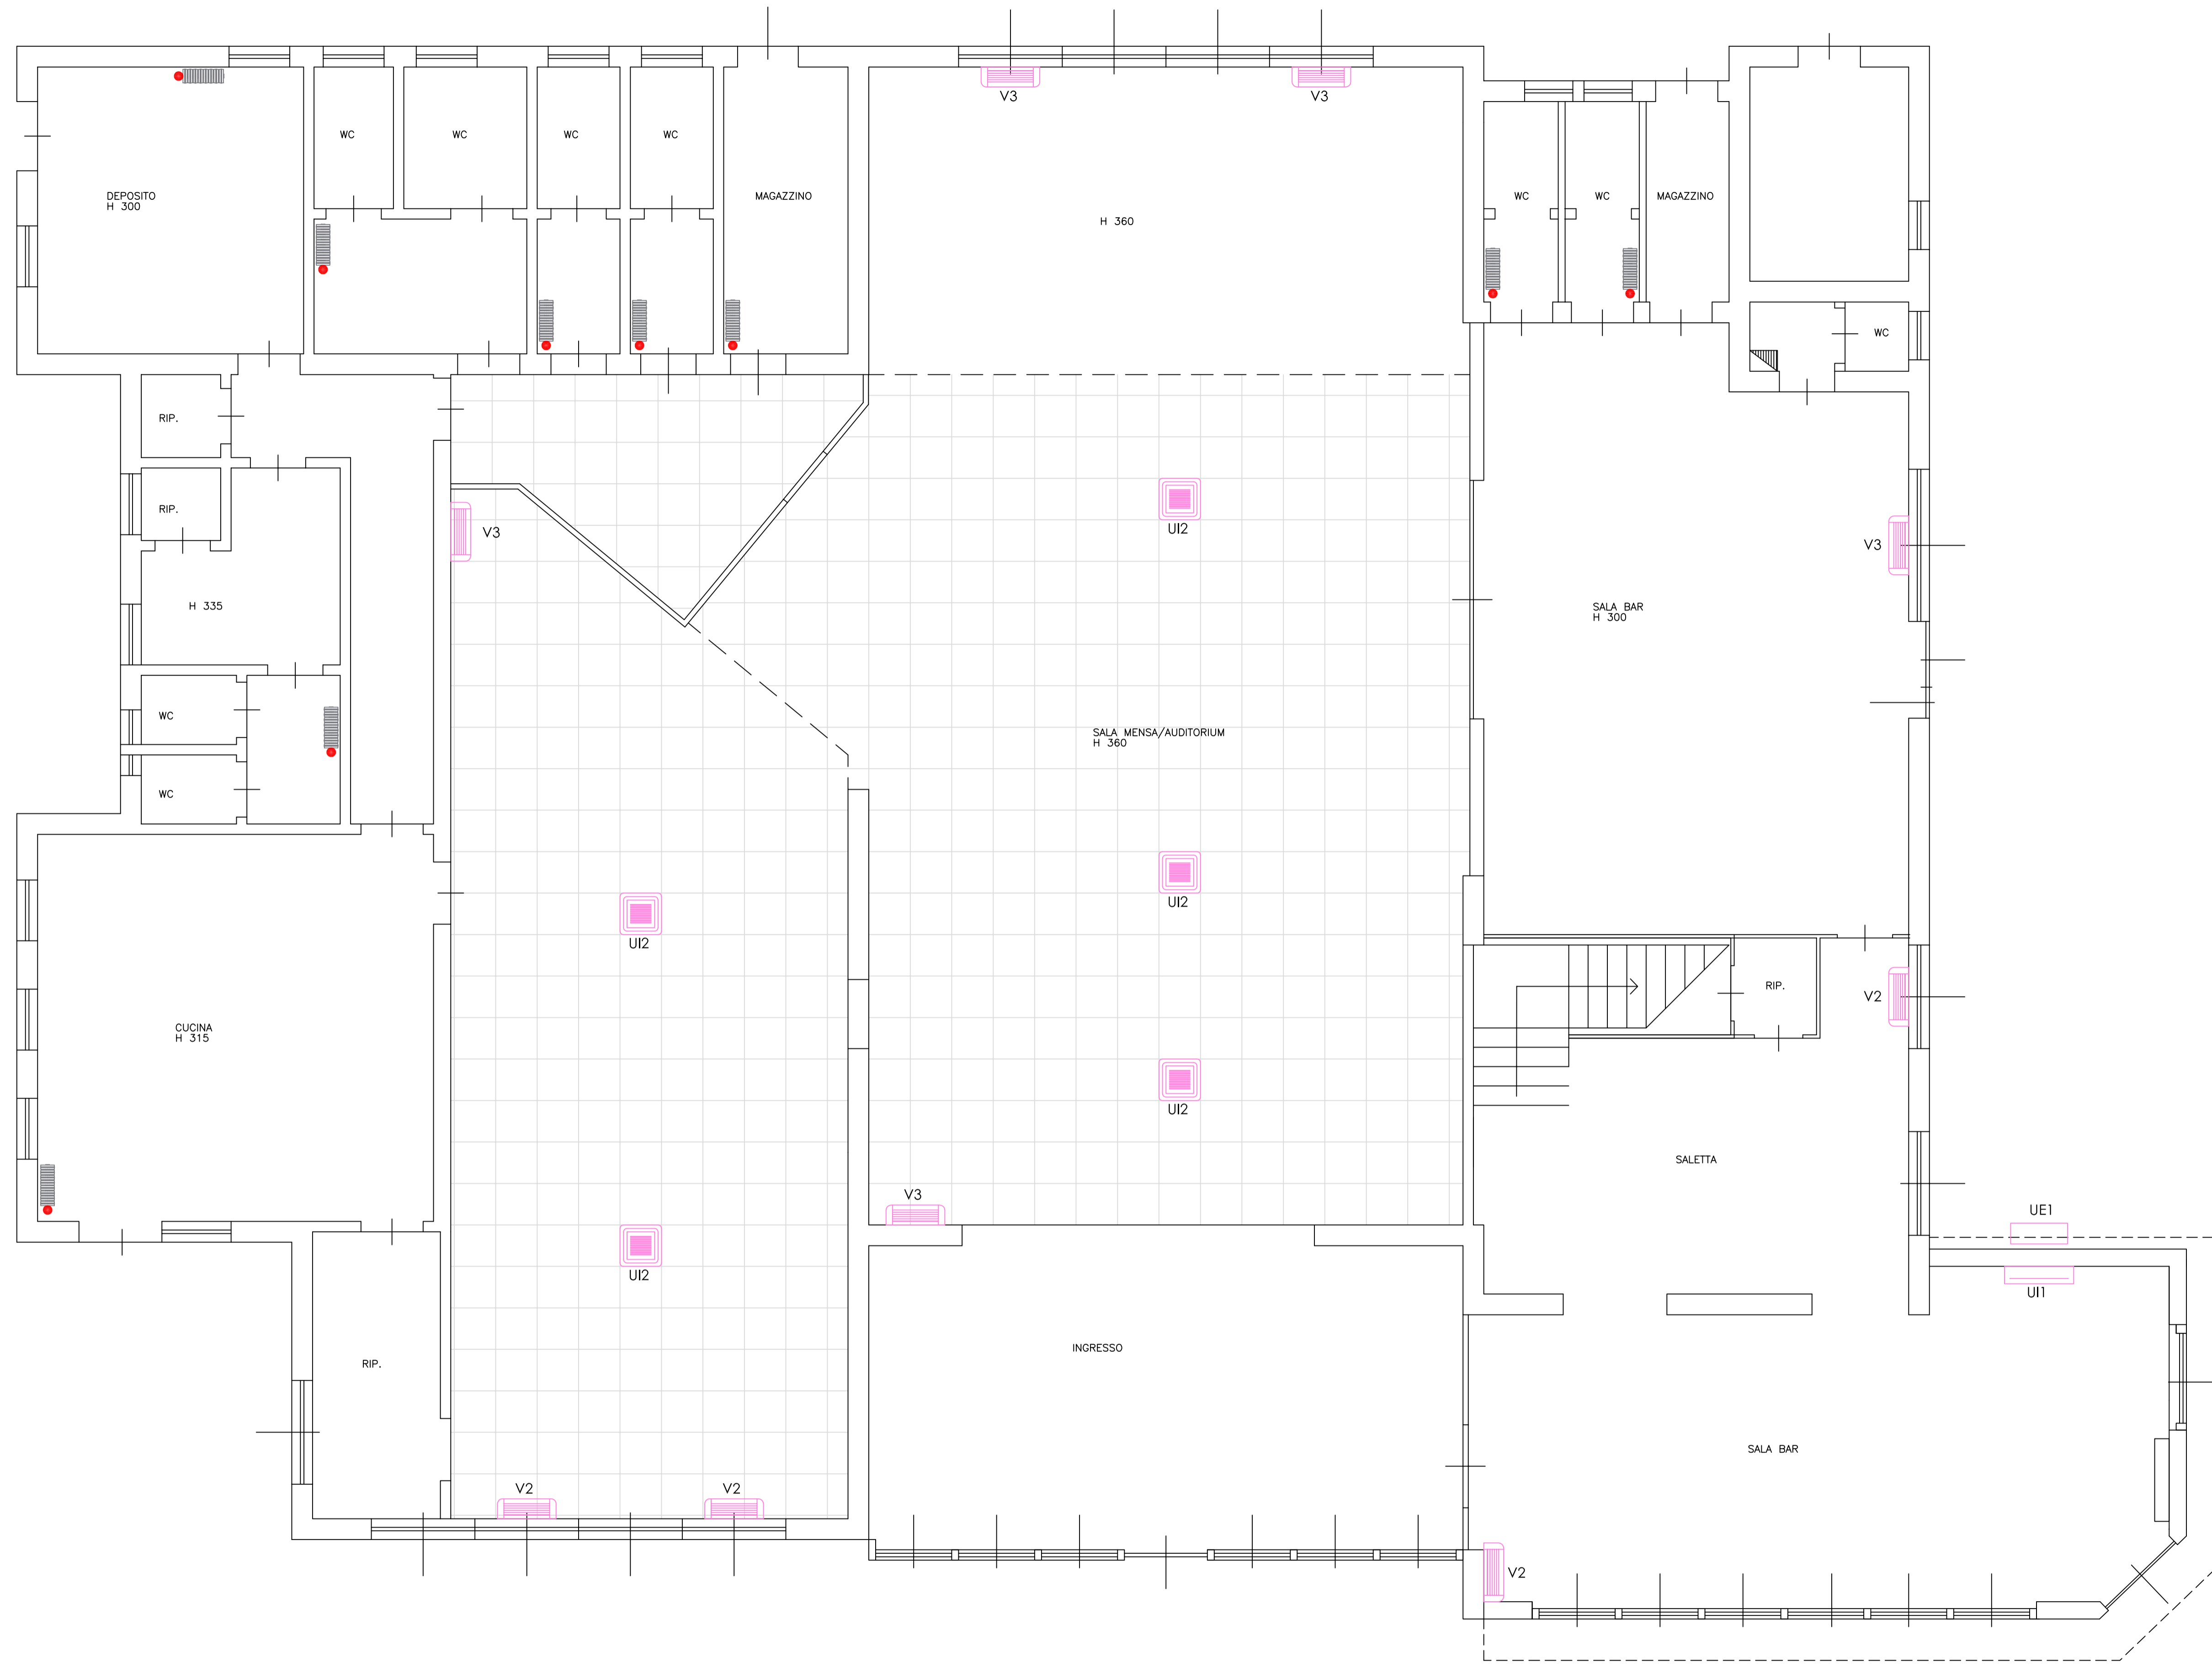 V3
V3
WC
WC
WC
WC
DEPOSITO
H 300
MAGAZZINO
H 360
WC
WC
MAGAZZINO
WC
RIP.
RIP.
V3
UI2
V3
H 335
SALA BAR
H 300
WC
SALA MENSA/AUDITORIUM
H 360
WC
UI2
UI2
RIP.
V2
CUCINA
H 315
UI2
SALETTA
V3
UE1
UI2
UI1
INGRESSO
RIP.
SALA BAR
V2
V2
V2